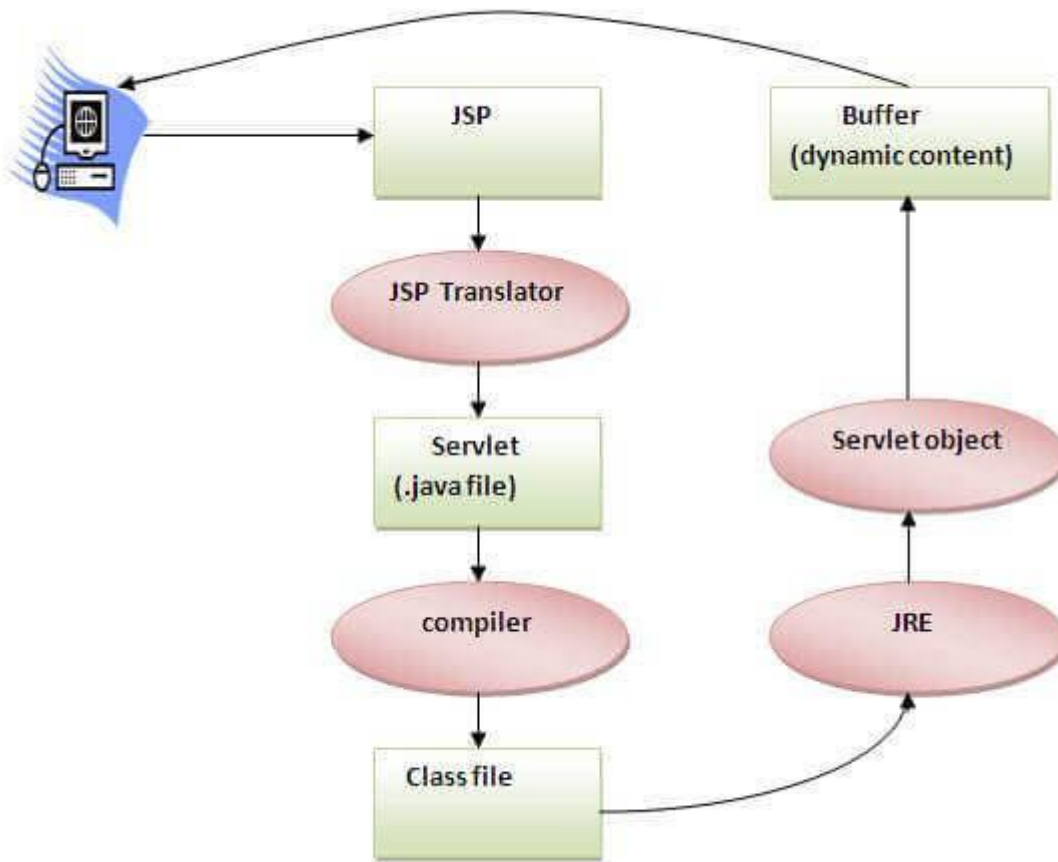 JSP
JSP Translator
Servlet
(.java file)
compiler
Class file
JRE
Servlet object
Buffer
(dynamic content)